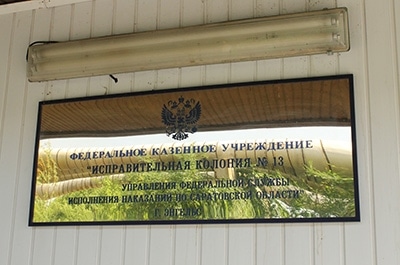 ФЕДЕРАЛЬНОЕ КАЗЕННОЕ УЧРЕЖДЕНИЕ
"ИСПРАВИТЕЛЬНАЯ КОЛОНИЯ № 13
УПРАВЛЕНИЯ ФЕДЕРАЛЬНОЙ СЛУЖБЫ
ИСПОЛНЕНИЯ НАКАЗАНИЙ ПО САРАТОВСКОЙ ОБЛАСТИ"
Г. ЭНГЕЛЬС